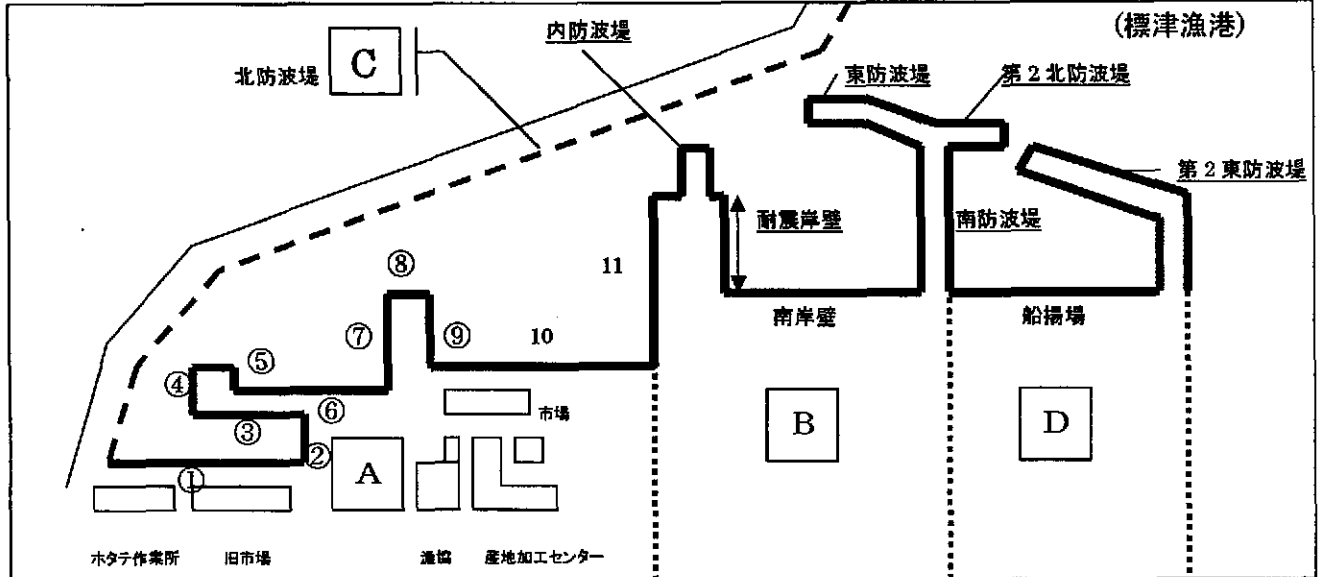 (標津漁港)
内防波堤
北防波堤
C
東防波堤
第2北防波堤
第2東防波堤
耐震岸壁
南防波堤
⑧
11
南岸壁
船揚場
⑦
⑨
10
⑤
④
⑥
市場
③
②
A
B
D
①
ホタテ作業所
旧市場
漁協
産地加工センター